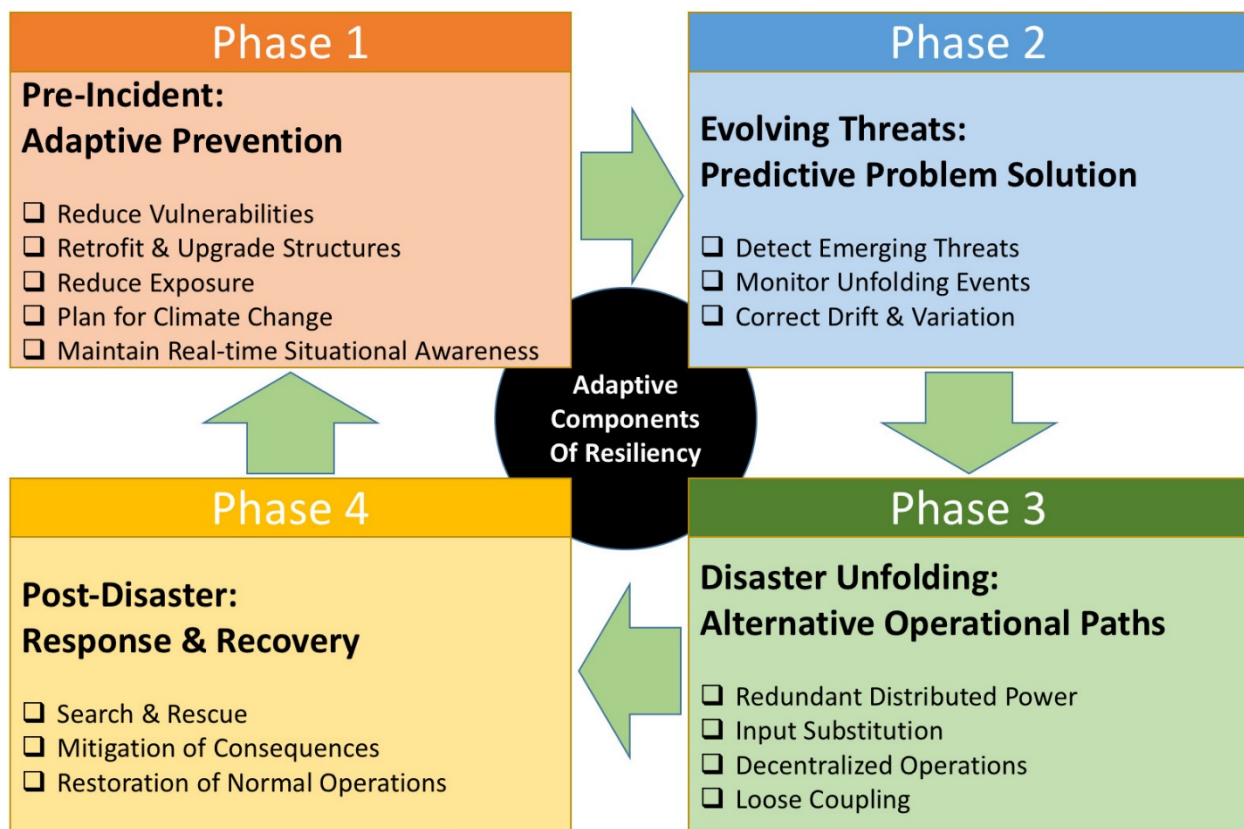 Phase 1
Pre-Incident:
Adaptive Prevention
❑ Reduce Vulnerabilities
❑ Retrofit & Upgrade Structures
❑ Reduce Exposure
❑ Plan for Climate Change
❑ Maintain Real-time Situational Awareness
Phase 2
Evolving Threats:
Predictive Problem Solution
❑ Detect Emerging Threats
❑ Monitor Unfolding Events
❑ Correct Drift & Variation
Adaptive
Components
Of Resiliency
Phase 3
Disaster Unfolding:
Alternative Operational Paths
❑ Redundant Distributed Power
❑ Input Substitution
❑ Decentralized Operations
❑ Loose Coupling
Phase 4
Post-Disaster:
Response & Recovery
❑ Search & Rescue
❑ Mitigation of Consequences
❑ Restoration of Normal Operations